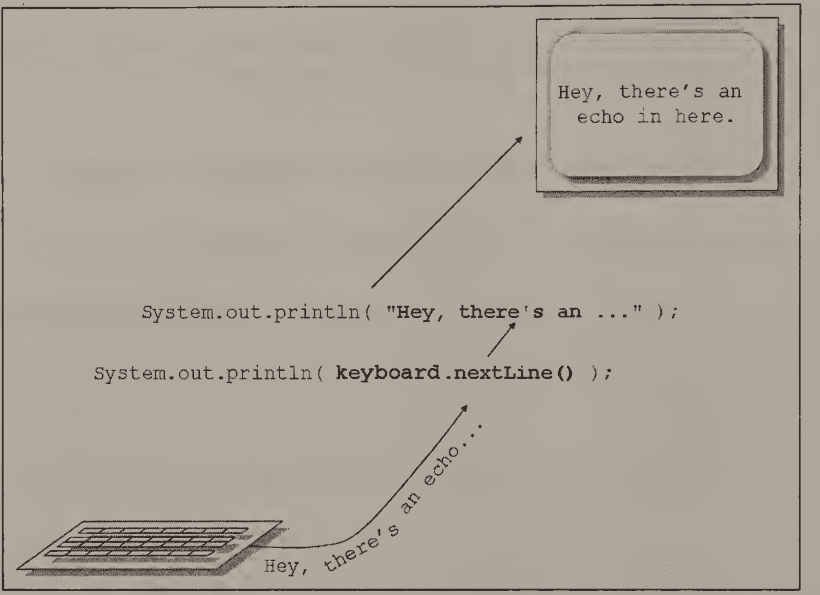 Hey, there's an
echo in here.
System.out.println( "Hey, there's an ..." );
System.out.println( keyboard.nextLine() );
Hey, there's an echo...